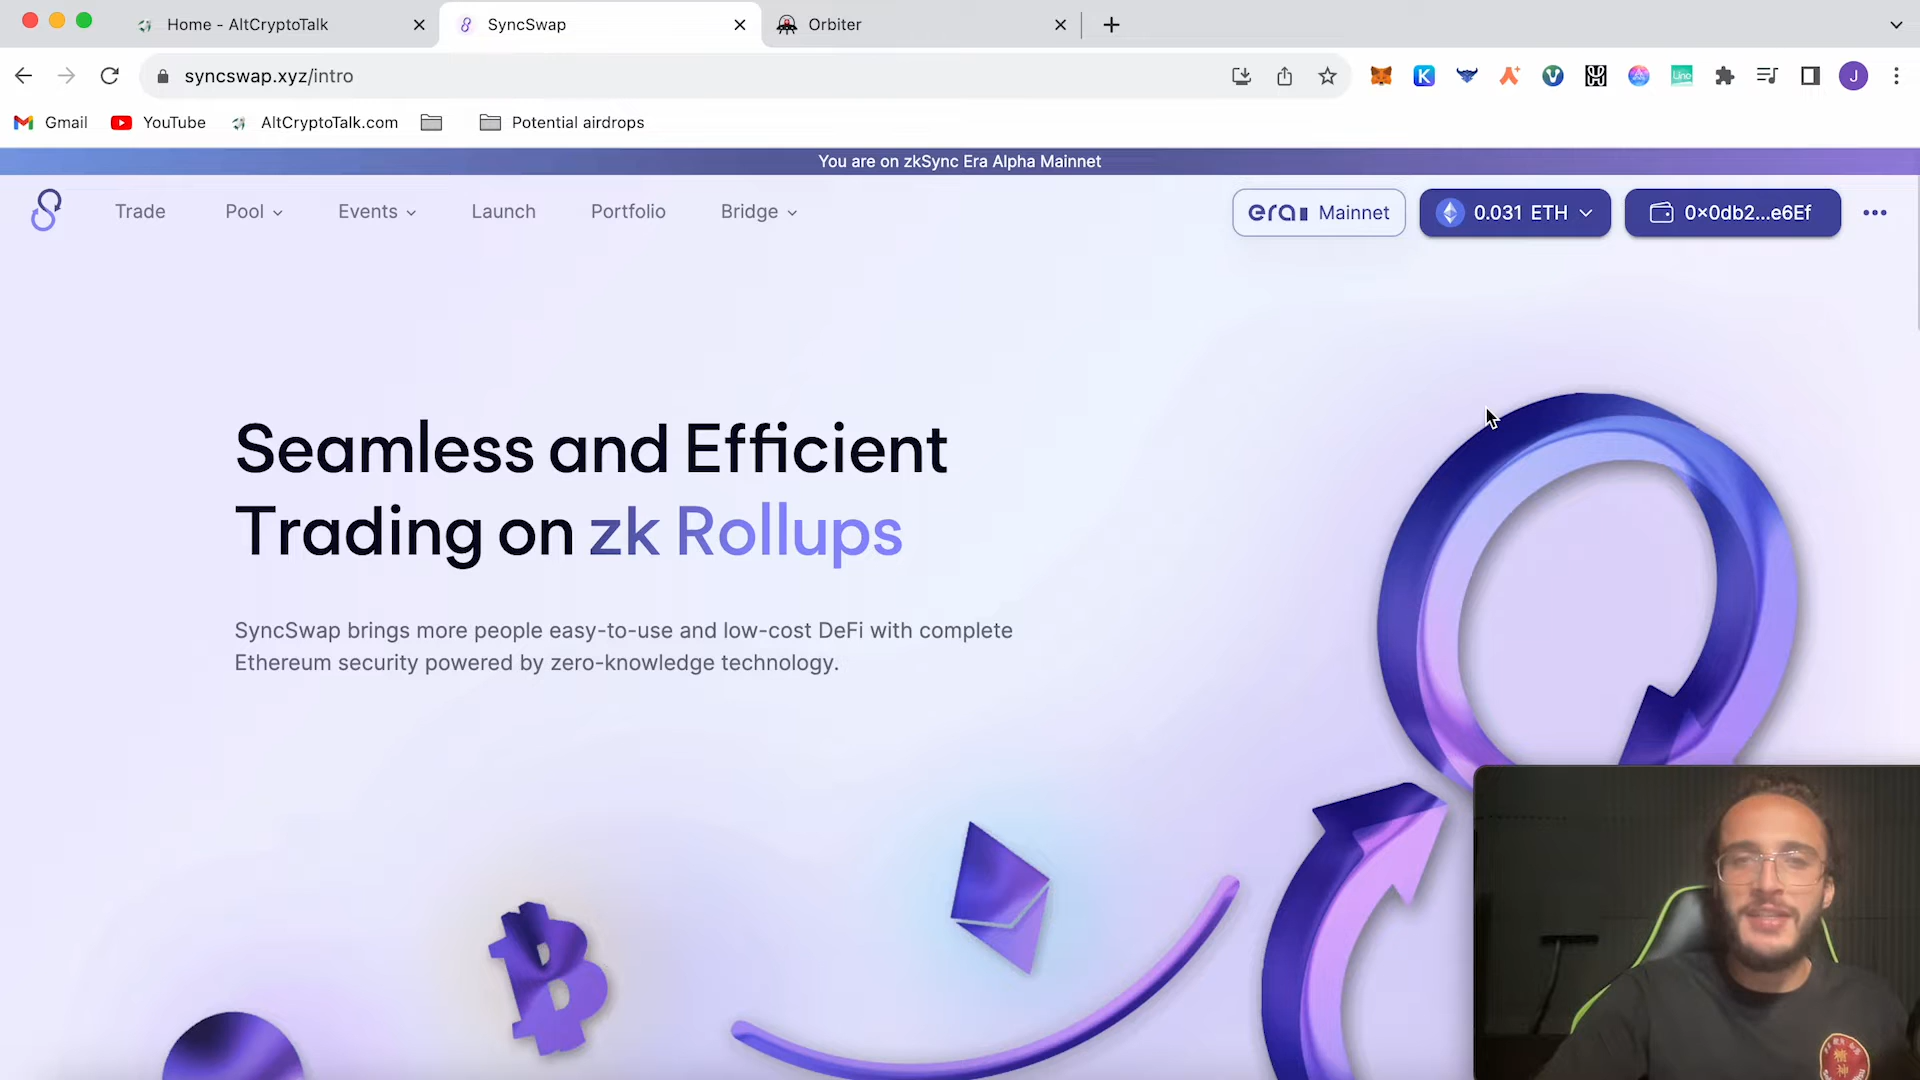 Home - AltCryptoTalk
SyncSwap
Orbiter
syncswap.xyz/intro
J
Gmail
YouTube
AltCryptoTalk.com
Potential airdrops
You are on zkSync Era Alpha Mainnet
Trade
Pool
Events
Launch
Portfolio
Bridge
era Mainnet
0.031 ETH
0×0db2...e6Ef
Seamless and Efficient
Trading on zk Rollups
SyncSwap brings more people easy-to-use and low-cost DeFi with complete
Ethereum security powered by zero-knowledge technology.